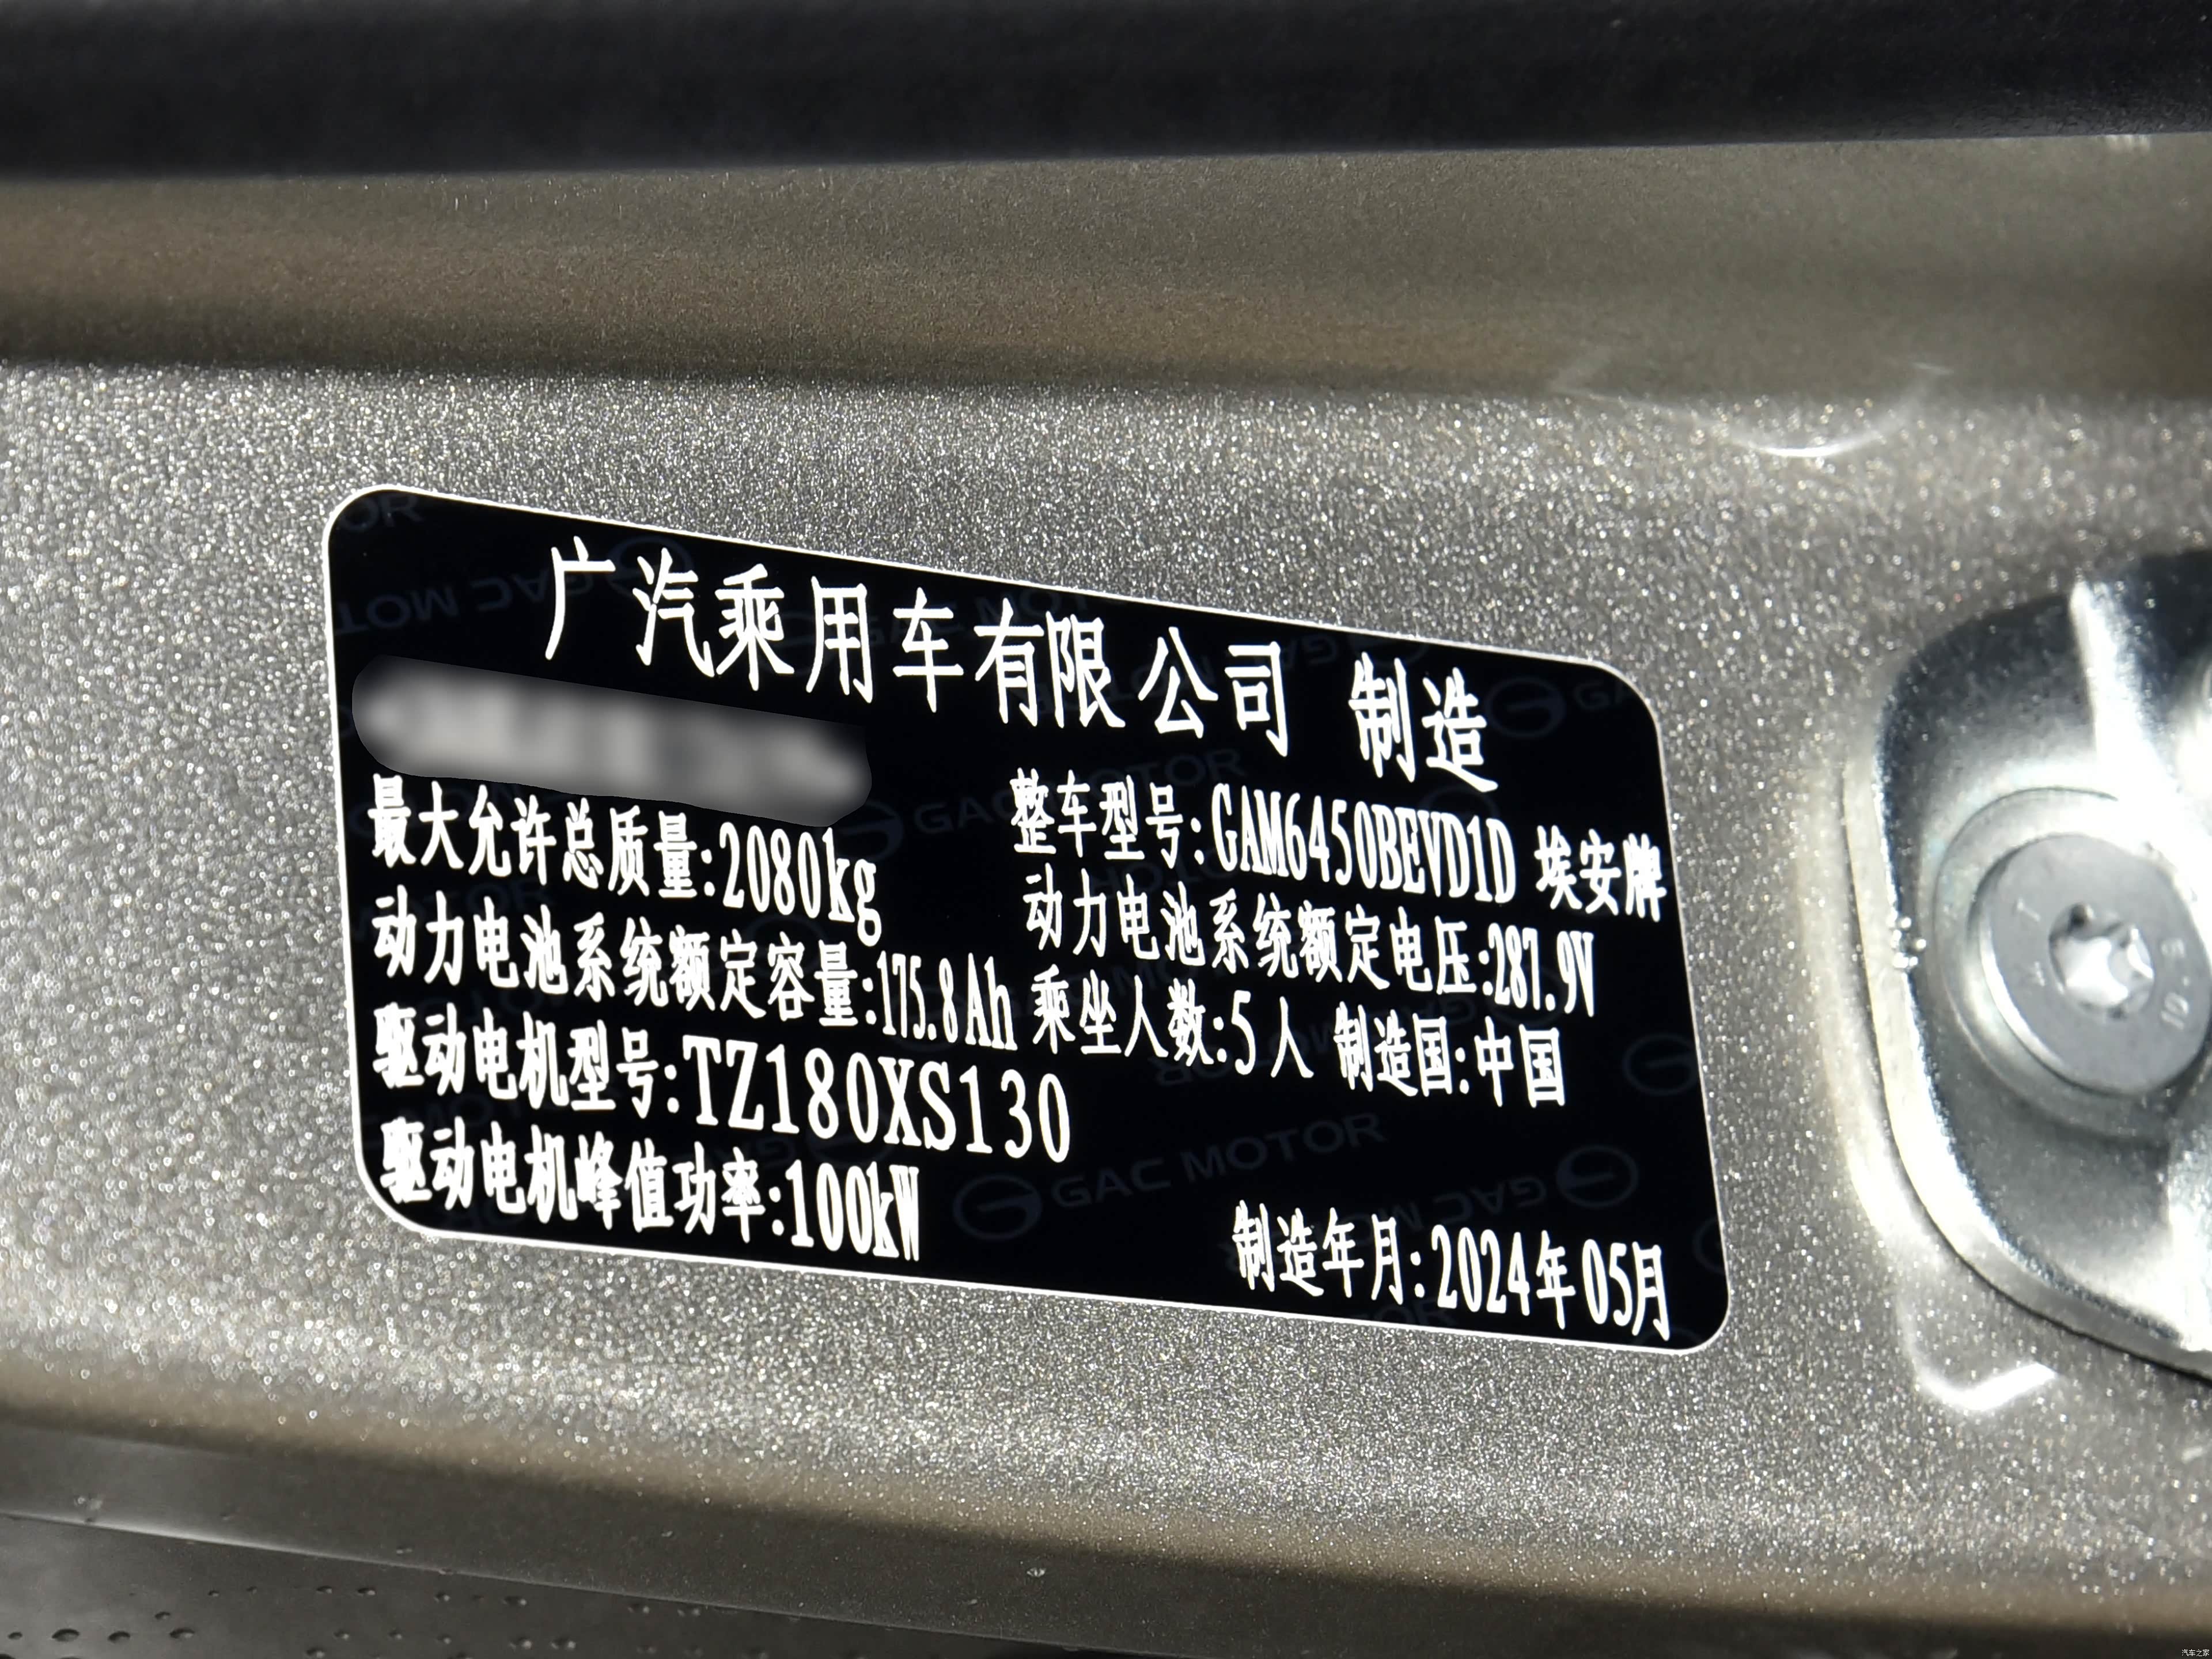 广汽乘用车有限公司 制造
整车型号:GAM6450BEVD1D 埃安牌
最大允许总质量:2080kg 动力电池系统额定电压:287.9V
动力电池系统额定容量:175.8Ah 乘坐人数:5人 制造国:中国
驱动电机型号:TZ180XS130
驱动电机峰值功率:100kW
制造年月:2024年05月
GAC MOTOR
汽车之家